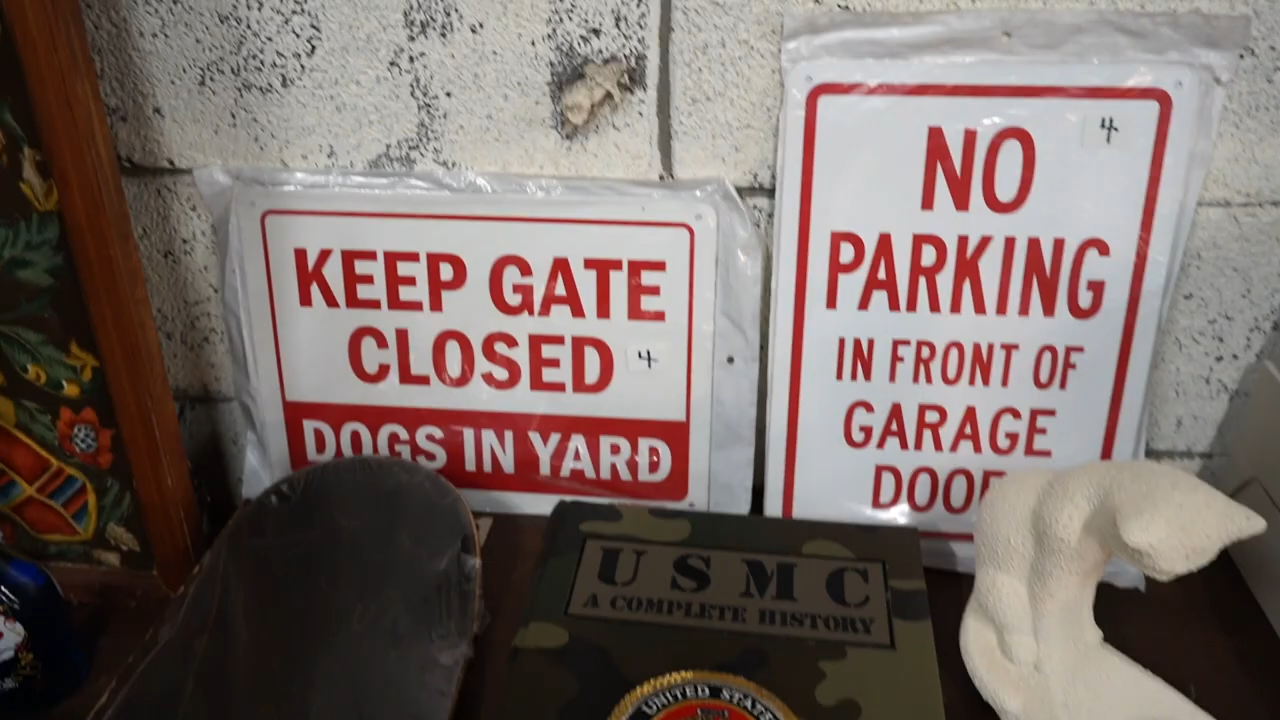 KEEP GATE
CLOSED
4
DOGS IN YARD
4
NO
PARKING
IN FRONT OF
GARAGE
USMC
A COMPLETE HISTORY
UNITED STATES